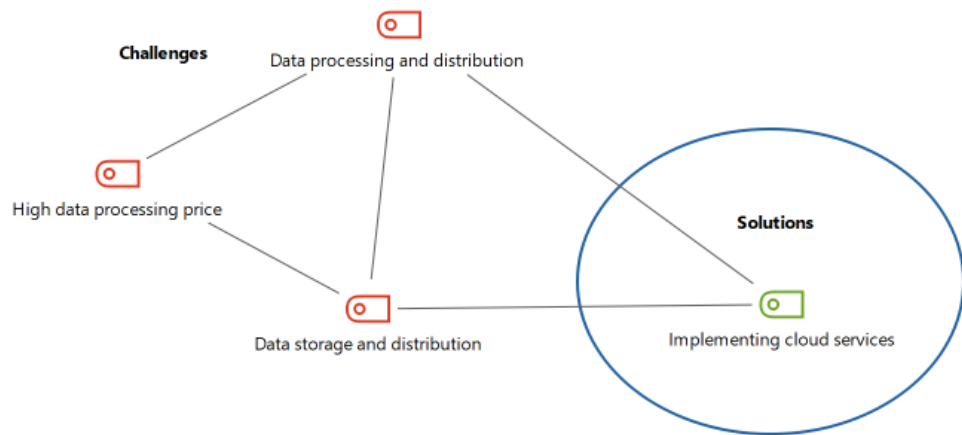 Challenges
Data processing and distribution
High data processing price
Solutions
Data storage and distribution
Implementing cloud services